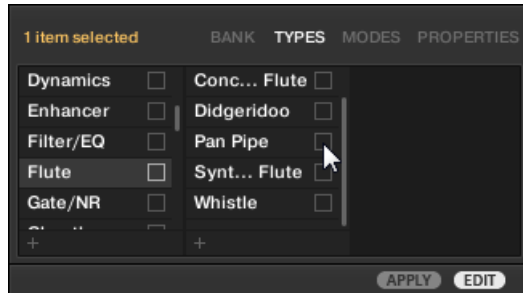 1 item selected BANK TYPES MODES PROPERTIES
Dynamics Conc... Flute
Enhancer Didgeridoo
Filter/EQ Pan Pipe
Flute Synt... Flute
Gate/NR Whistle
+ +
APPLY EDIT